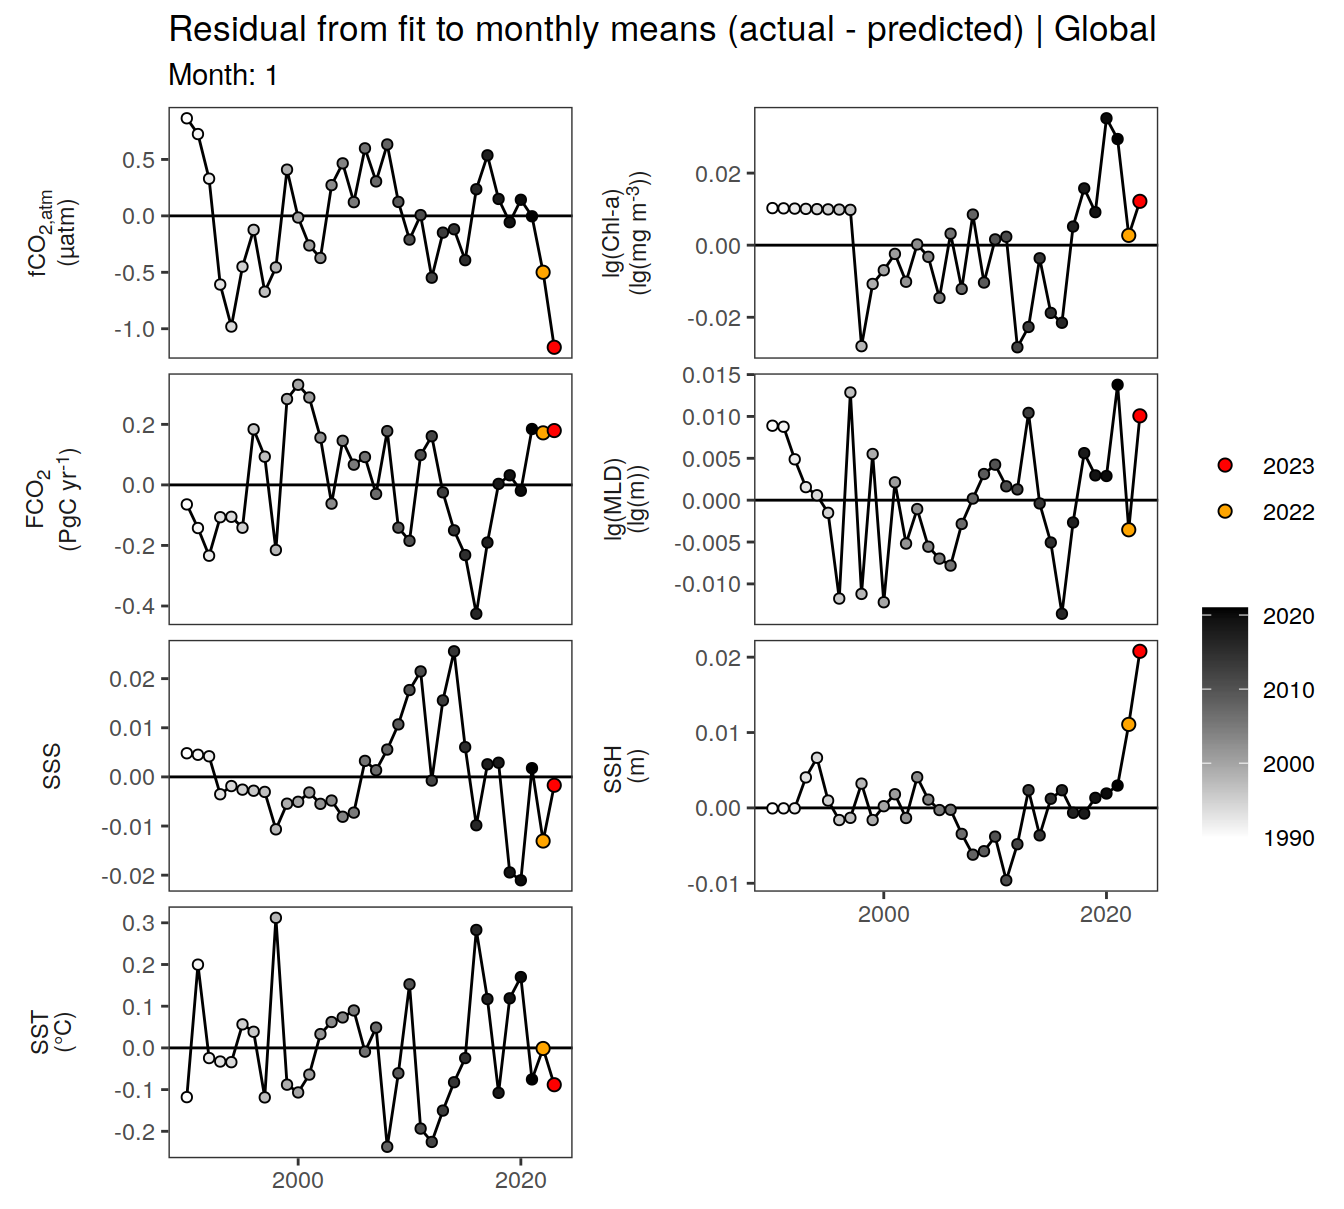 Residual from fit to monthly means (actual - predicted) | Global
Month: 1
fCO2,atm
(µatm)
0.5
0.0
-0.5
-1.0
lg(Chl-a)
(lg(mg m-3))
0.02
0.00
-0.02
FCO2
(PgC yr-1)
0.2
0.0
-0.2
-0.4
lg(MLD)
(lg(m))
0.015
0.010
0.005
0.000
-0.005
-0.010
SSS
0.02
0.01
0.00
-0.01
-0.02
SSH
(m)
0.02
0.01
0.00
-0.01
2000
2020
SST
(°C)
0.3
0.2
0.1
0.0
-0.1
-0.2
2000
2020
2023
2022
2020
2010
2000
1990